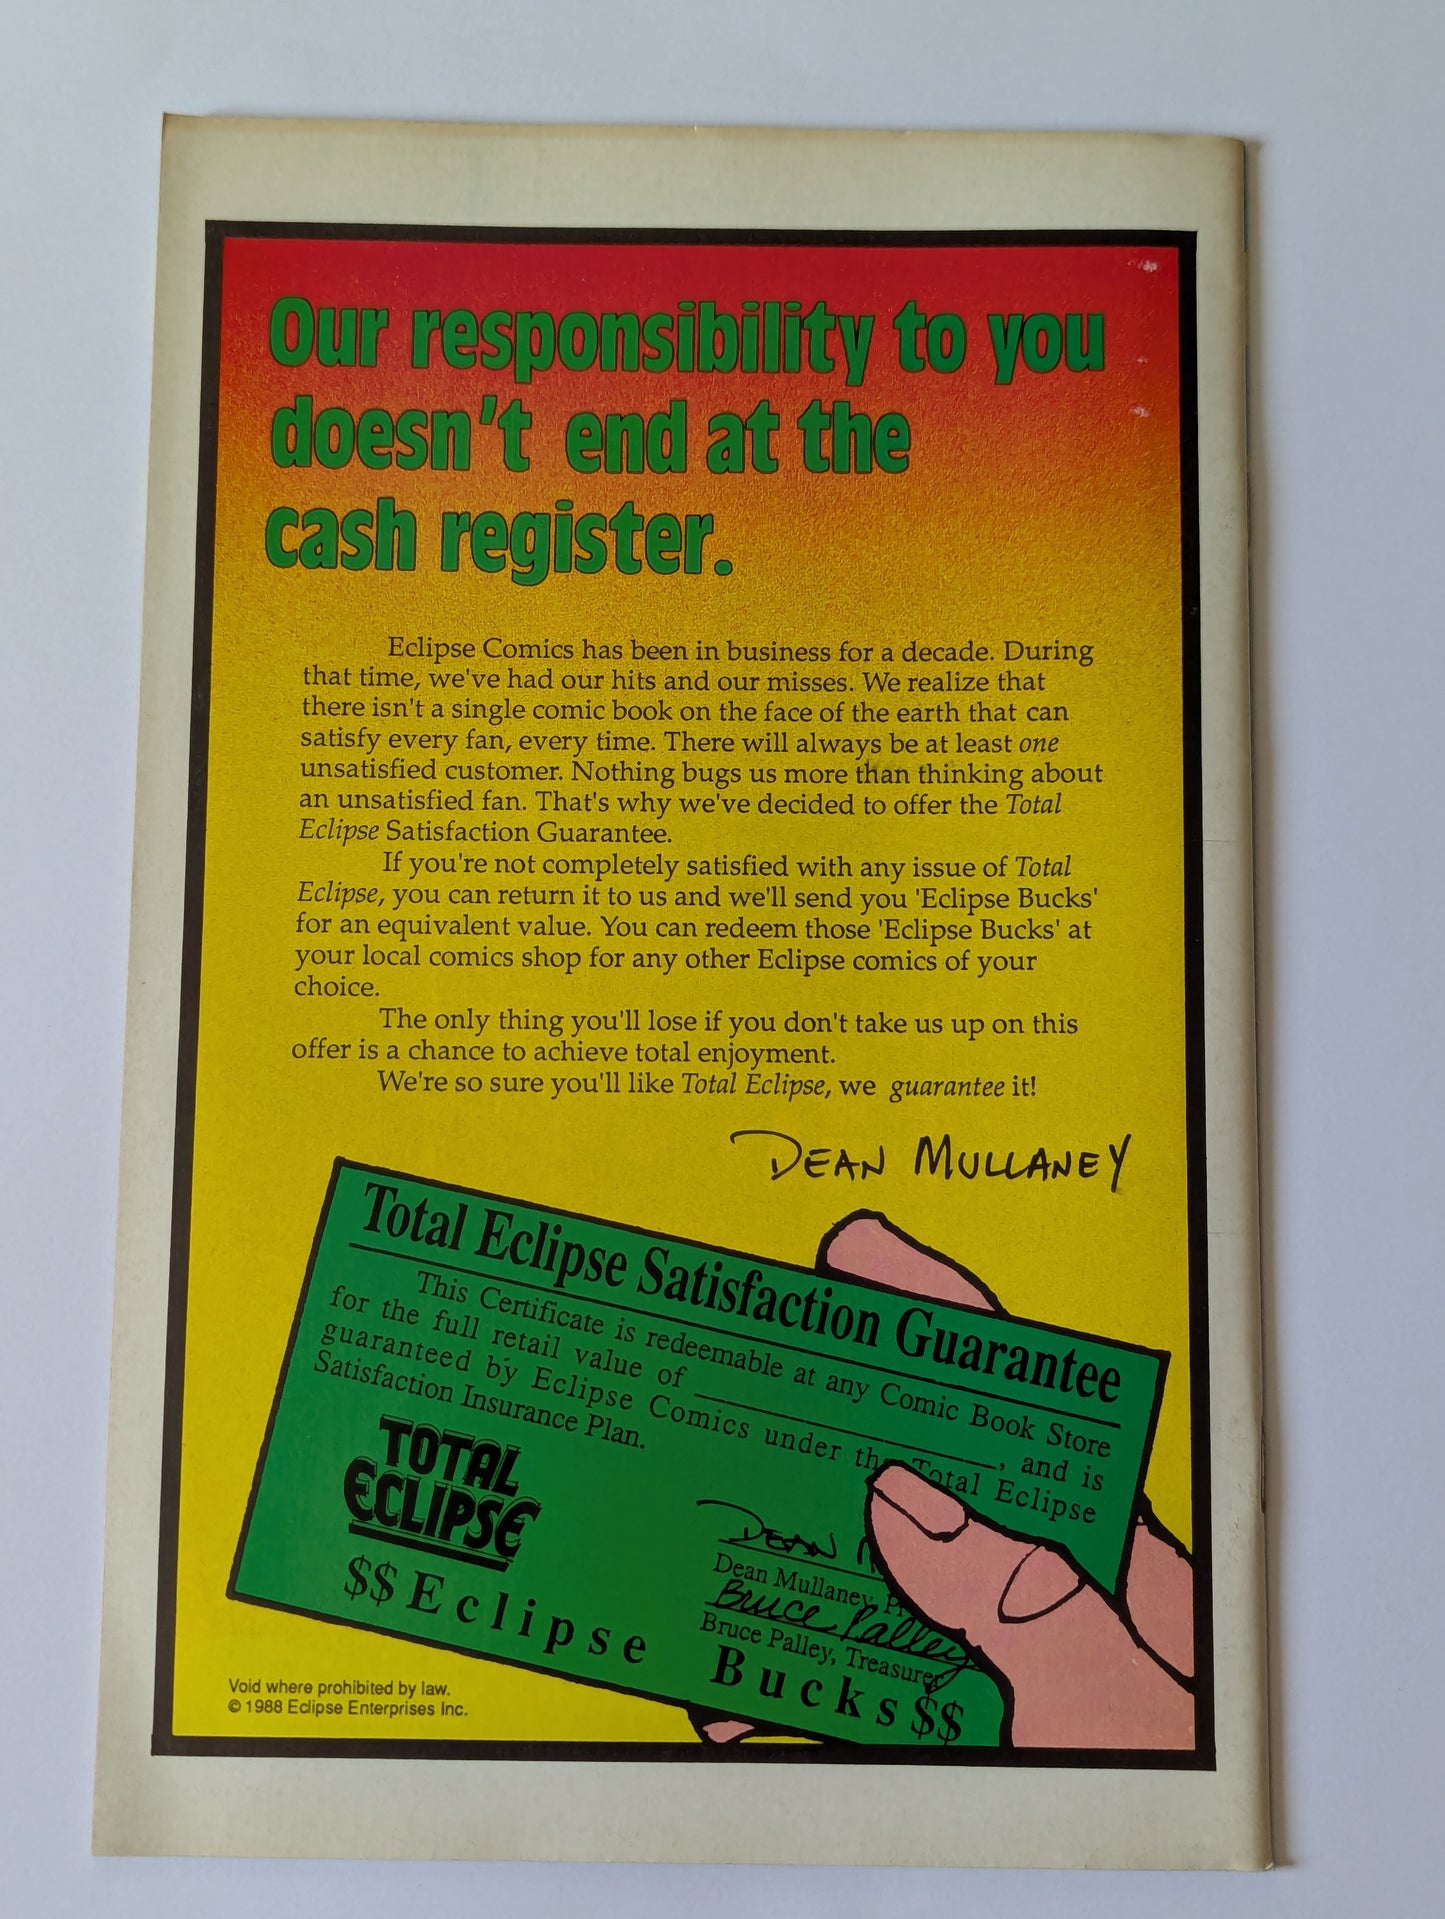 Our responsibility to you
doesn't end at the
cash register.
Eclipse Comics has been in business for a decade. During
that time, we've had our hits and our misses. We realize that
there isn't a single comic book on the face of the earth that can
satisfy every fan, every time. There will always be at least one
unsatisfied customer. Nothing bugs us more than thinking about
an unsatisfied fan. That's why we've decided to offer the Total
Eclipse Satisfaction Guarantee.
If you're not completely satisfied with any issue of Total
Eclipse, you can return it to us and we'll send you 'Eclipse Bucks'
for an equivalent value. You can redeem those 'Eclipse Bucks' at
your local comics shop for any other Eclipse comics of your
choice.
The only thing you'll lose if you don't take us up on this
offer is a chance to achieve total enjoyment.
We're so sure you'll like Total Eclipse, we guarantee it!
DEAN MULLANEY
Total Eclipse Satisfaction Guarantee
This Certificate is redeemable at any Comic Book Store
for the full retail value of ____________________, and is
guaranteed by Eclipse Comics under the Total Eclipse
Satisfaction Insurance Plan.
TOTAL
ECLIPSE
DEAN
Dean Mullaney,
Bruce Palley
Bruce Palley, Treasurer
$$Eclipse Bucks$$
Void where prohibited by law.
© 1988 Eclipse Enterprises Inc.